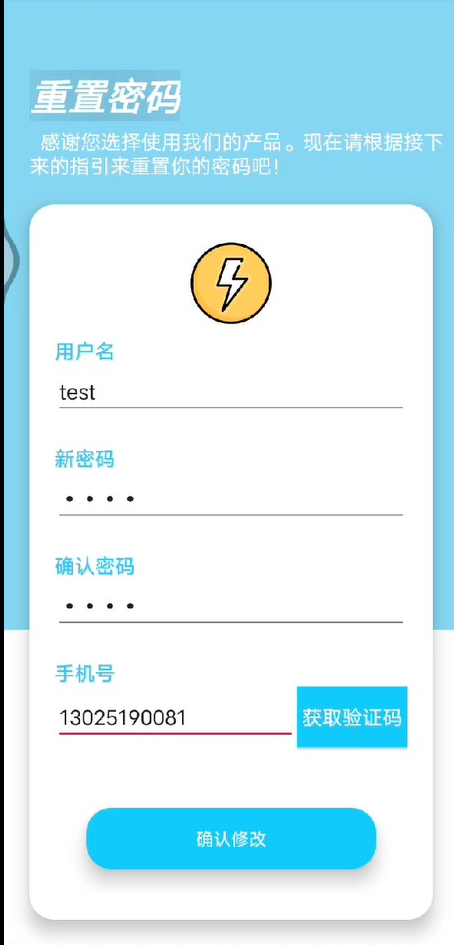 重置密码
感谢您选择使用我们的产品。现在请根据接下
来的指引来重置你的密码吧!
用户名
test
新密码
••••
确认密码
••••
手机号
13025190081
获取验证码
确认修改